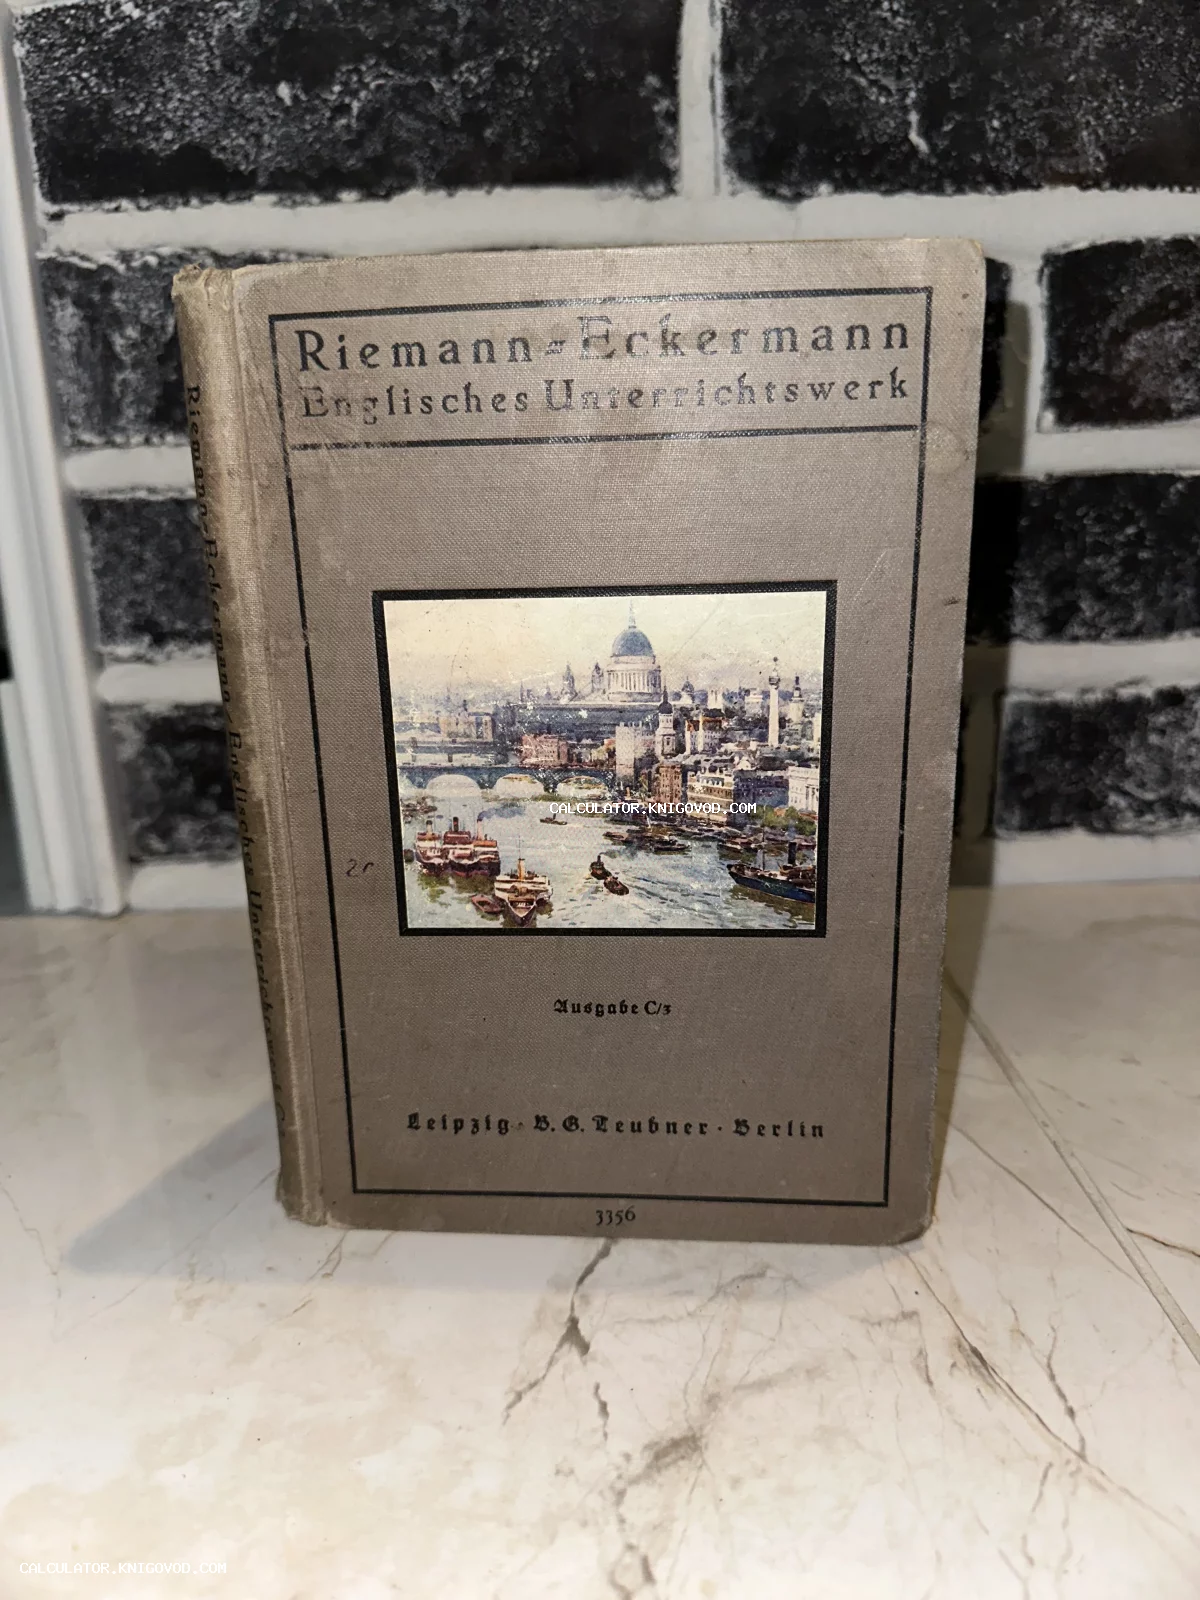 Riemann-Eckermann
Englisches Unterrichtswerk
Riemann-Eckermann / Englisches Unterrichtswerk C
CALCULATOR.KNIGOVOD.COM
Ausgabe C/3
Leipzig · B. G. Teubner · Berlin
3356
CALCULATOR.KNIGOVOD.COM